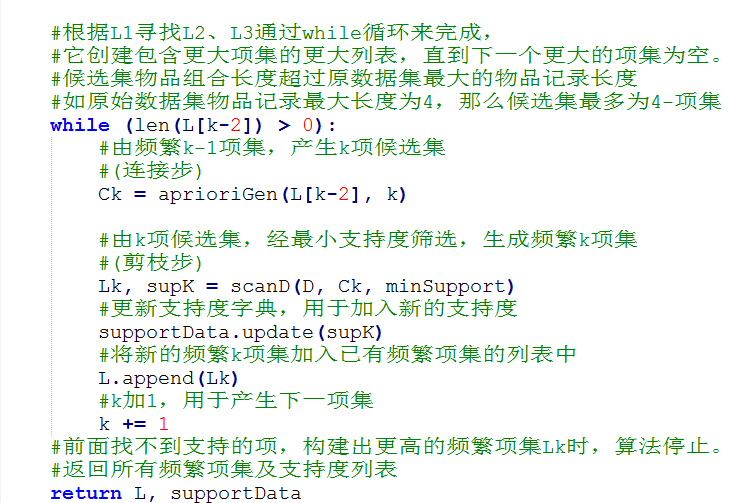 #根据L1寻找L2、L3通过while循环来完成，
#它创建包含更大项集的更大列表，直到下一个更大的项集为空。
#候选集物品组合长度超过原数据集最大的物品记录长度
#如原始数据集物品记录最大长度为4，那么候选集最多为4-项集
while (len(L[k-2]) > 0):
    #由频繁k-1项集，产生k项候选集
    #(连接步)
    Ck = aprioriGen(L[k-2], k)

    #由k项候选集，经最小支持度筛选，生成频繁k项集
    #(剪枝步)
    Lk, supK = scanD(D, Ck, minSupport)
    #更新支持度字典，用于加入新的支持度
    supportData.update(supK)
    #将新的频繁k项集加入已有频繁项集的列表中
    L.append(Lk)
    #k加1，用于产生下一项集
    k += 1
#前面找不到支持的项，构建出更高的频繁项集Lk时，算法停止。
#返回所有频繁项集及支持度列表
return L, supportData